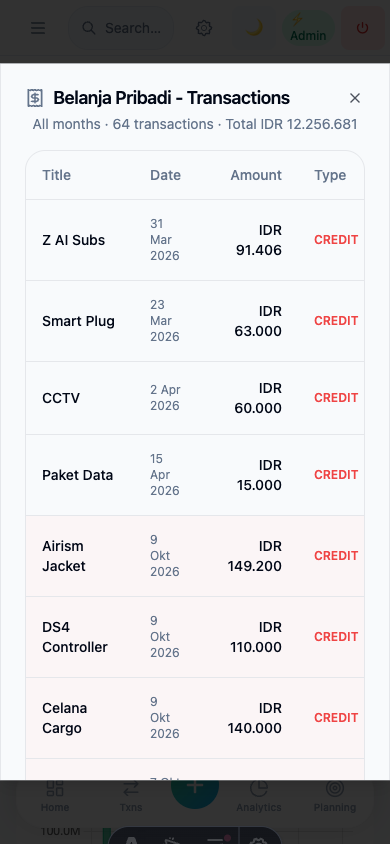 Search...
⚡ Admin
Belanja Pribadi - Transactions
All months · 64 transactions · Total IDR 12.256.681
Title Date Amount Type
Z AI Subs 31 Mar 2026 IDR 91.406 CREDIT
Smart Plug 23 Mar 2026 IDR 63.000 CREDIT
CCTV 2 Apr 2026 IDR 60.000 CREDIT
Paket Data 15 Apr 2026 IDR 15.000 CREDIT
Airism Jacket 9 Okt 2026 IDR 149.200 CREDIT
DS4 Controller 9 Okt 2026 IDR 110.000 CREDIT
Celana Cargo 9 Okt 2026 IDR 140.000 CREDIT
Home Txns Analytics Planning
100.0M